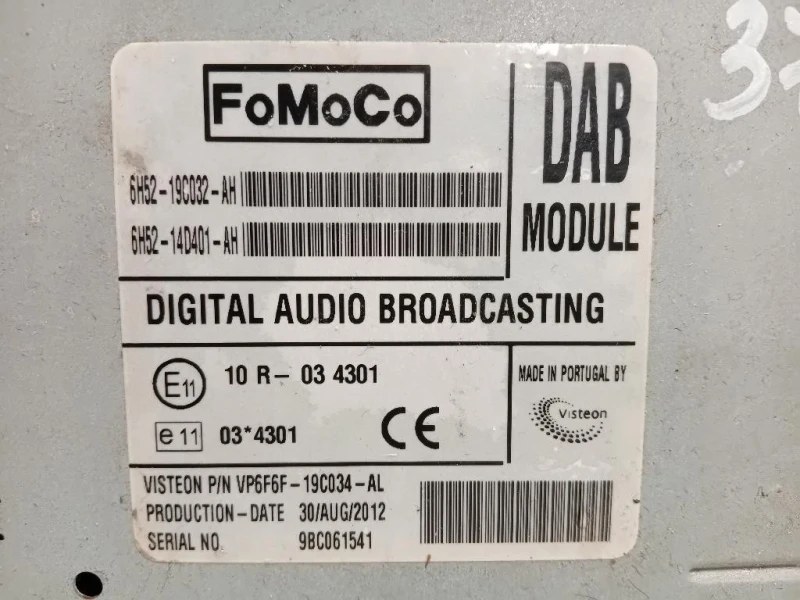 FoMoCo
DAB
MODULE
6H52-19C032-AH
6H52-14D401-AH
DIGITAL AUDIO BROADCASTING
E11 10 R- 03 4301
e 11 03*4301 CE
MADE IN PORTUGAL BY
Visteon
VISTEON P/N VP6F6F-19C034-AL
PRODUCTION-DATE 30/AUG/2012
SERIAL NO. 9BC061541